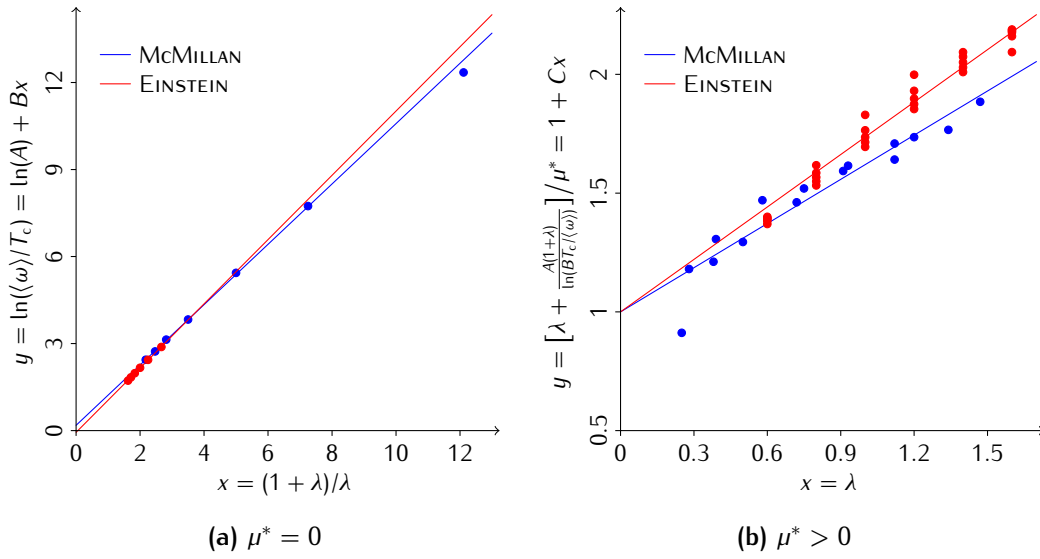 McMillan
Einstein
y = ln(⟨ω⟩/T_c) = ln(A) + Bx
12
9
6
3
0
0 2 4 6 8 10 12
x = (1 + λ)/λ
(a) μ* = 0
McMillan
Einstein
y = [λ + A(1+λ)/ln(BT_c/⟨ω⟩)]/μ* = 1 + Cx
2
1.5
1
0.5
0 0.3 0.6 0.9 1.2 1.5
x = λ
(b) μ* > 0